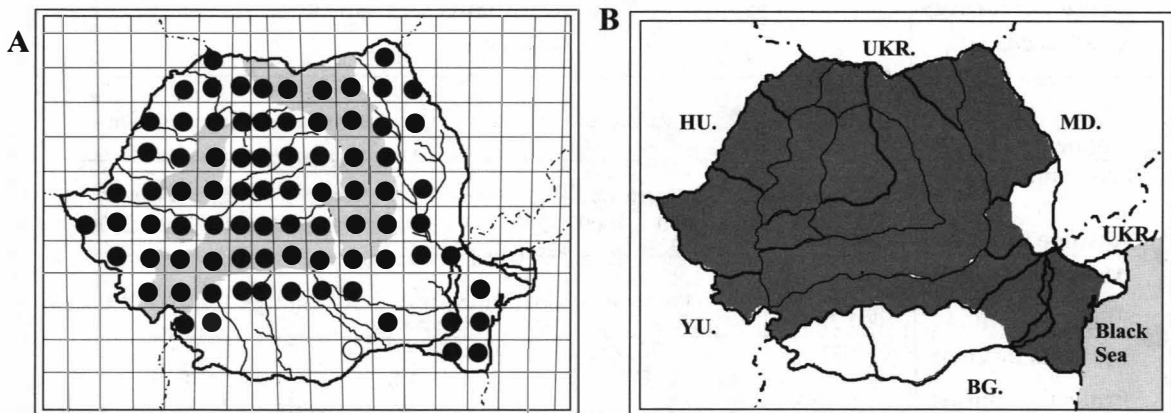 A
B
UKR.
HU.
MD.
UKR.
YU.
Black
Sea
BG.